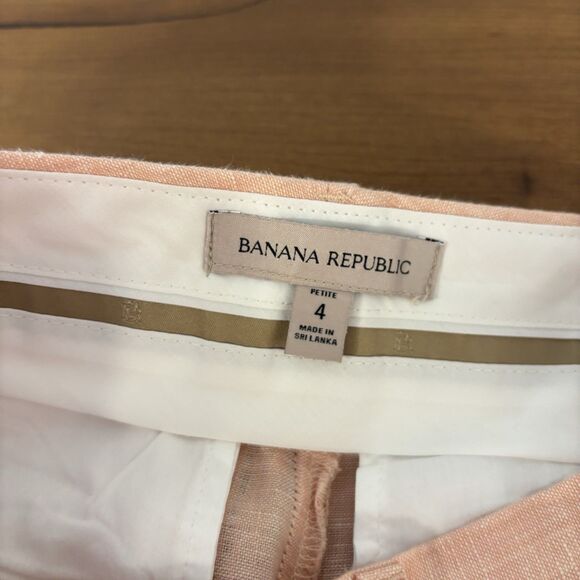 BANANA REPUBLIC
PETITE
4
MADE IN
SRI LANKA